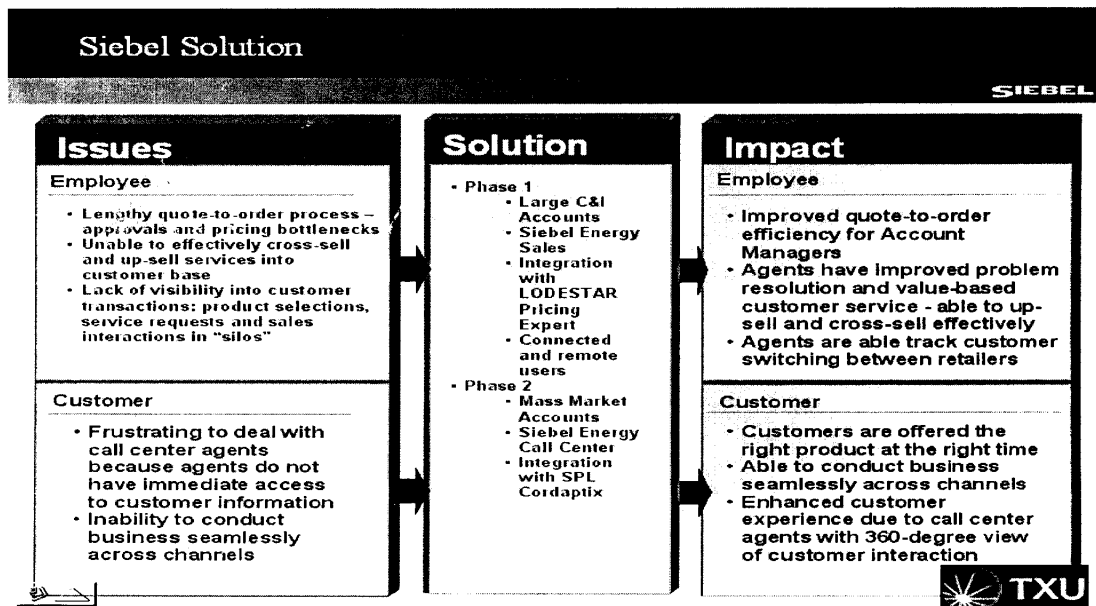 Siebel Solution
SIEBEL
Issues
Employee
• Lengthy quote-to-order process –
approvals and pricing bottlenecks
• Unable to effectively cross-sell
and up-sell services into
customer base
• Lack of visibility into customer
transactions: product selections,
service requests and sales
interactions in "silos"
Customer
• Frustrating to deal with
call center agents
because agents do not
have immediate access
to customer information
• Inability to conduct
business seamlessly
across channels
Solution
• Phase 1
• Large C&I
Accounts
• Siebel Energy
Sales
• Integration
with
LODESTAR
Pricing
Expert
• Connected
and remote
users
• Phase 2
• Mass Market
Accounts
• Siebel Energy
Call Center
• Integration
with SPL
Cordaptix
Impact
Employee
• Improved quote-to-order
efficiency for Account
Managers
• Agents have improved problem
resolution and value-based
customer service - able to up-
sell and cross-sell effectively
• Agents are able track customer
switching between retailers
Customer
• Customers are offered the
right product at the right time
• Able to conduct business
seamlessly across channels
• Enhanced customer
experience due to call center
agents with 360-degree view
of customer interaction
TXU